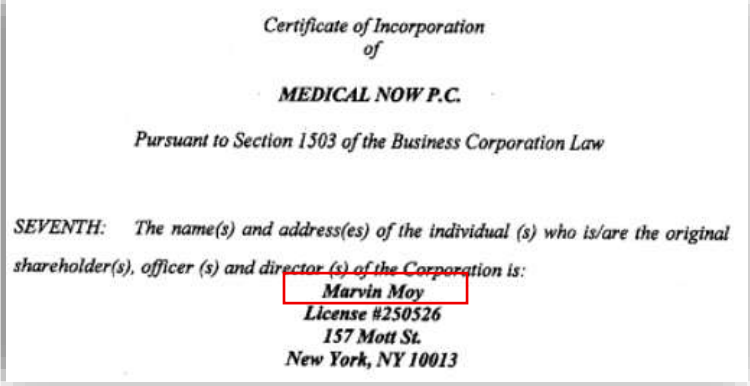 Certificate of Incorporation
of
MEDICAL NOW P.C.
Pursuant to Section 1503 of the Business Corporation Law
SEVENTH: The name(s) and address(es) of the individual (s) who is/are the original
shareholder(s), officer (s) and director (s) of the Corporation is:
Marvin Moy
License #250526
157 Mott St.
New York, NY 10013